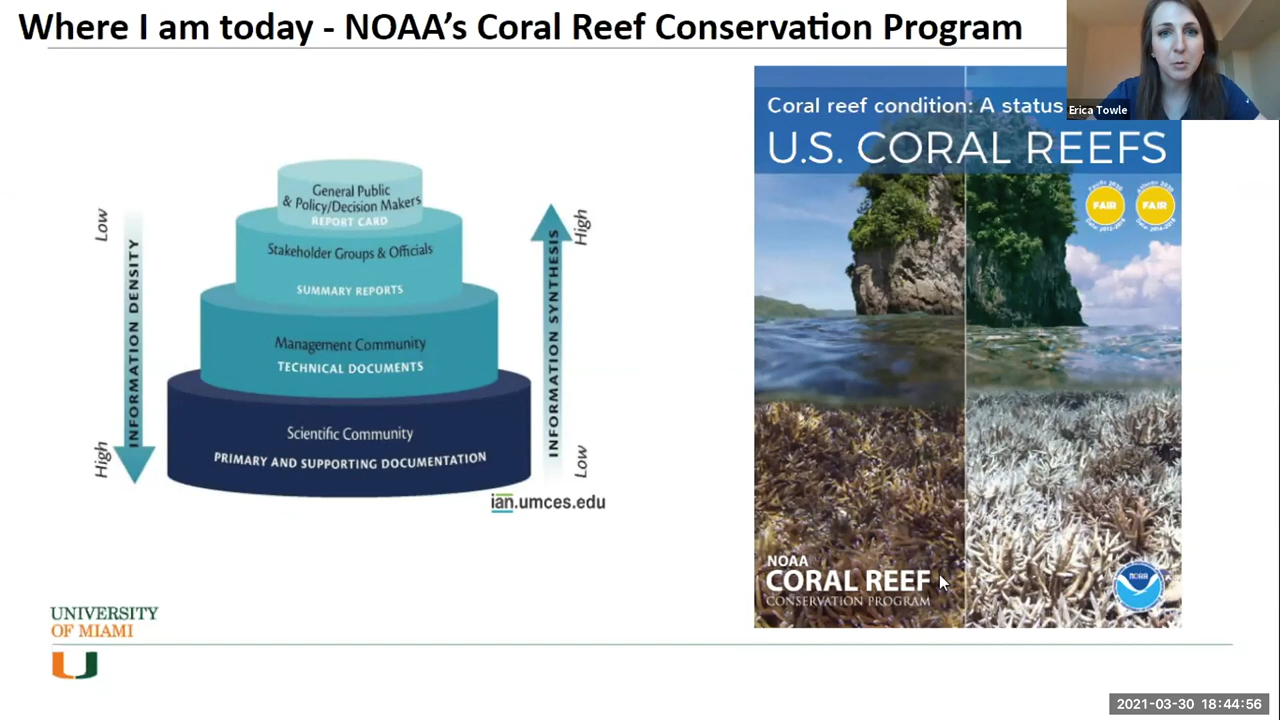 Where I am today - NOAA's Coral Reef Conservation Program
Erica Towle
Low
INFORMATION DENSITY
High
General Public
& Policy/Decision Makers
REPORT CARD
Stakeholder Groups & Officials
SUMMARY REPORTS
Management Community
TECHNICAL DOCUMENTS
Scientific Community
PRIMARY AND SUPPORTING DOCUMENTATION
High
INFORMATION SYNTHESIS
Low
ian.umces.edu
Coral reef condition: A status
U.S. CORAL REEFS
FAIR
FAIR
NOAA
CORAL REEF
CONSERVATION PROGRAM
NOAA
UNIVERSITY
OF MIAMI
U
2021-03-30 18:44:56